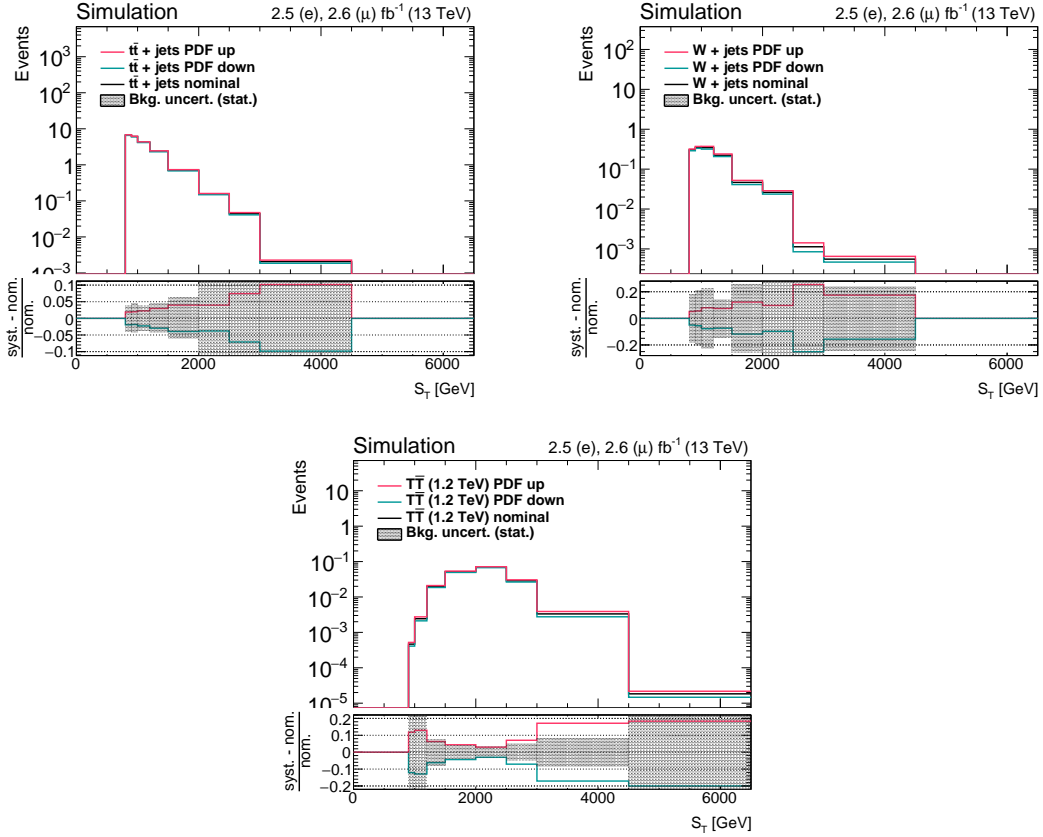 Simulation 2.5 (e), 2.6 (μ) fb⁻¹ (13 TeV)
Events
10³
10²
10
1
10⁻¹
10⁻²
10⁻³
tt̄ + jets PDF up
tt̄ + jets PDF down
tt̄ + jets nominal
Bkg. uncert. (stat.)
syst. - nom.
nom.
0.1
0.05
0
−0.05
−0.1
0 2000 4000 6000
S_T [GeV]
Simulation 2.5 (e), 2.6 (μ) fb⁻¹ (13 TeV)
Events
10²
10
1
10⁻¹
10⁻²
10⁻³
W + jets PDF up
W + jets PDF down
W + jets nominal
Bkg. uncert. (stat.)
syst. - nom.
nom.
0.2
0
−0.2
0 2000 4000 6000
S_T [GeV]
Simulation 2.5 (e), 2.6 (μ) fb⁻¹ (13 TeV)
Events
10
1
10⁻¹
10⁻²
10⁻³
10⁻⁴
10⁻⁵
TT̄ (1.2 TeV) PDF up
TT̄ (1.2 TeV) PDF down
TT̄ (1.2 TeV) nominal
Bkg. uncert. (stat.)
syst. - nom.
nom.
0.2
0.1
0
−0.1
−0.2
0 2000 4000 6000
S_T [GeV]